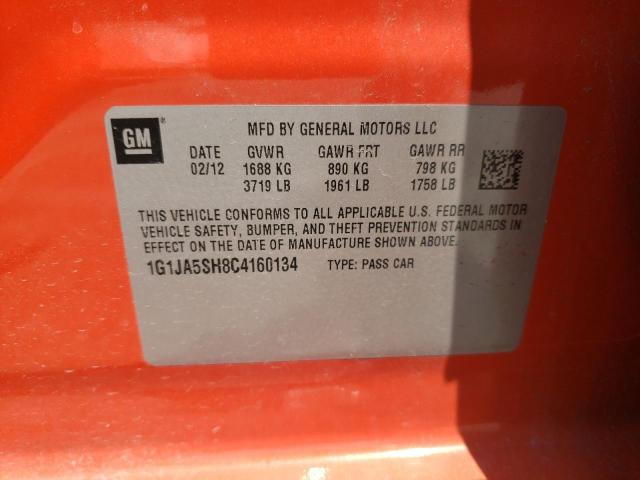 GM
MFD BY GENERAL MOTORS LLC
DATE GVWR GAWR FRT GAWR RR
02/12 1688 KG 890 KG 798 KG
3719 LB 1961 LB 1758 LB
THIS VEHICLE CONFORMS TO ALL APPLICABLE U.S. FEDERAL MOTOR
VEHICLE SAFETY, BUMPER, AND THEFT PREVENTION STANDARDS IN
EFFECT ON THE DATE OF MANUFACTURE SHOWN ABOVE.
1G1JA5SH8C4160134 TYPE: PASS CAR